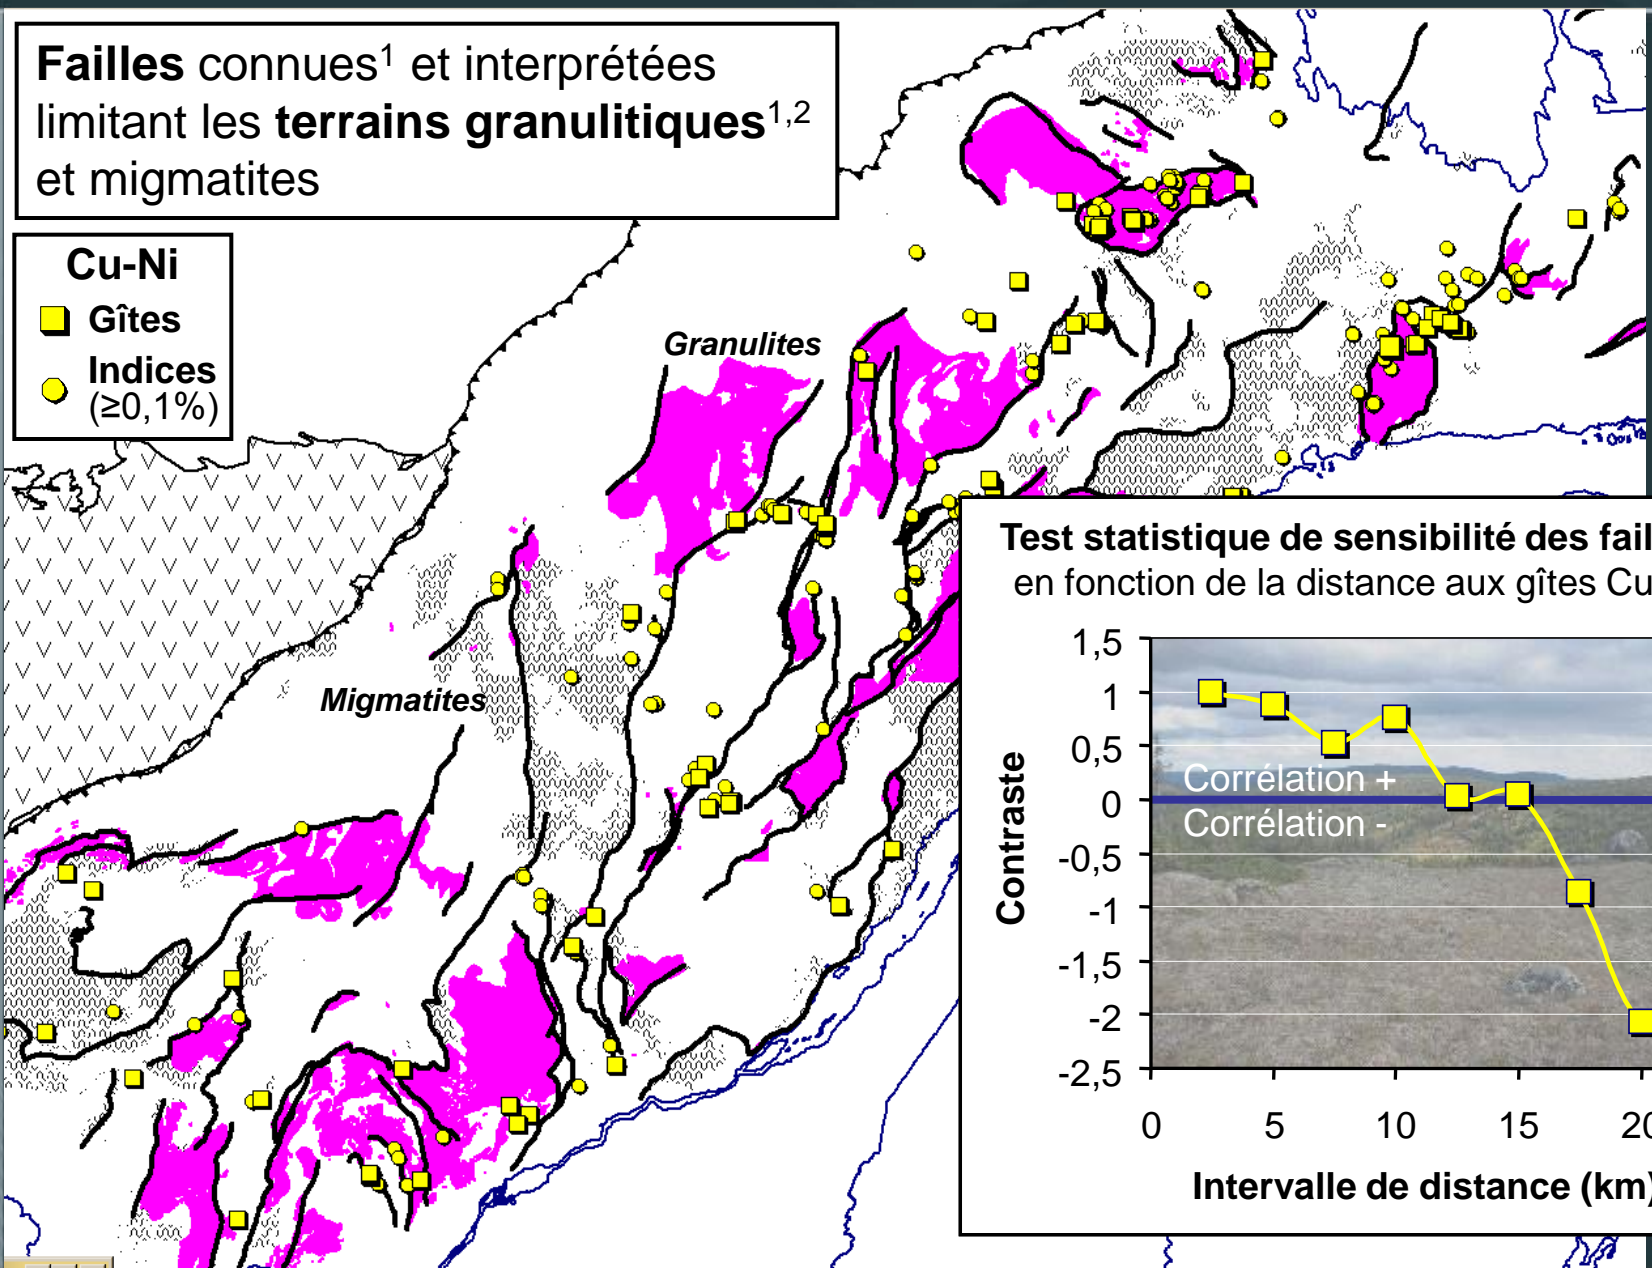 Failles connues¹ et interprétées
limitant les terrains granulitiques¹,²
et migmatites
Cu-Ni
Gîtes
Indices
(≥0,1%)
Granulites
Migmatites
Test statistique de sensibilité des fail
en fonction de la distance aux gîtes Cu
1,5
1
0,5
0
-0,5
-1
-1,5
-2
-2,5
Contraste
Corrélation +
Corrélation -
0 5 10 15 20
Intervalle de distance (km)